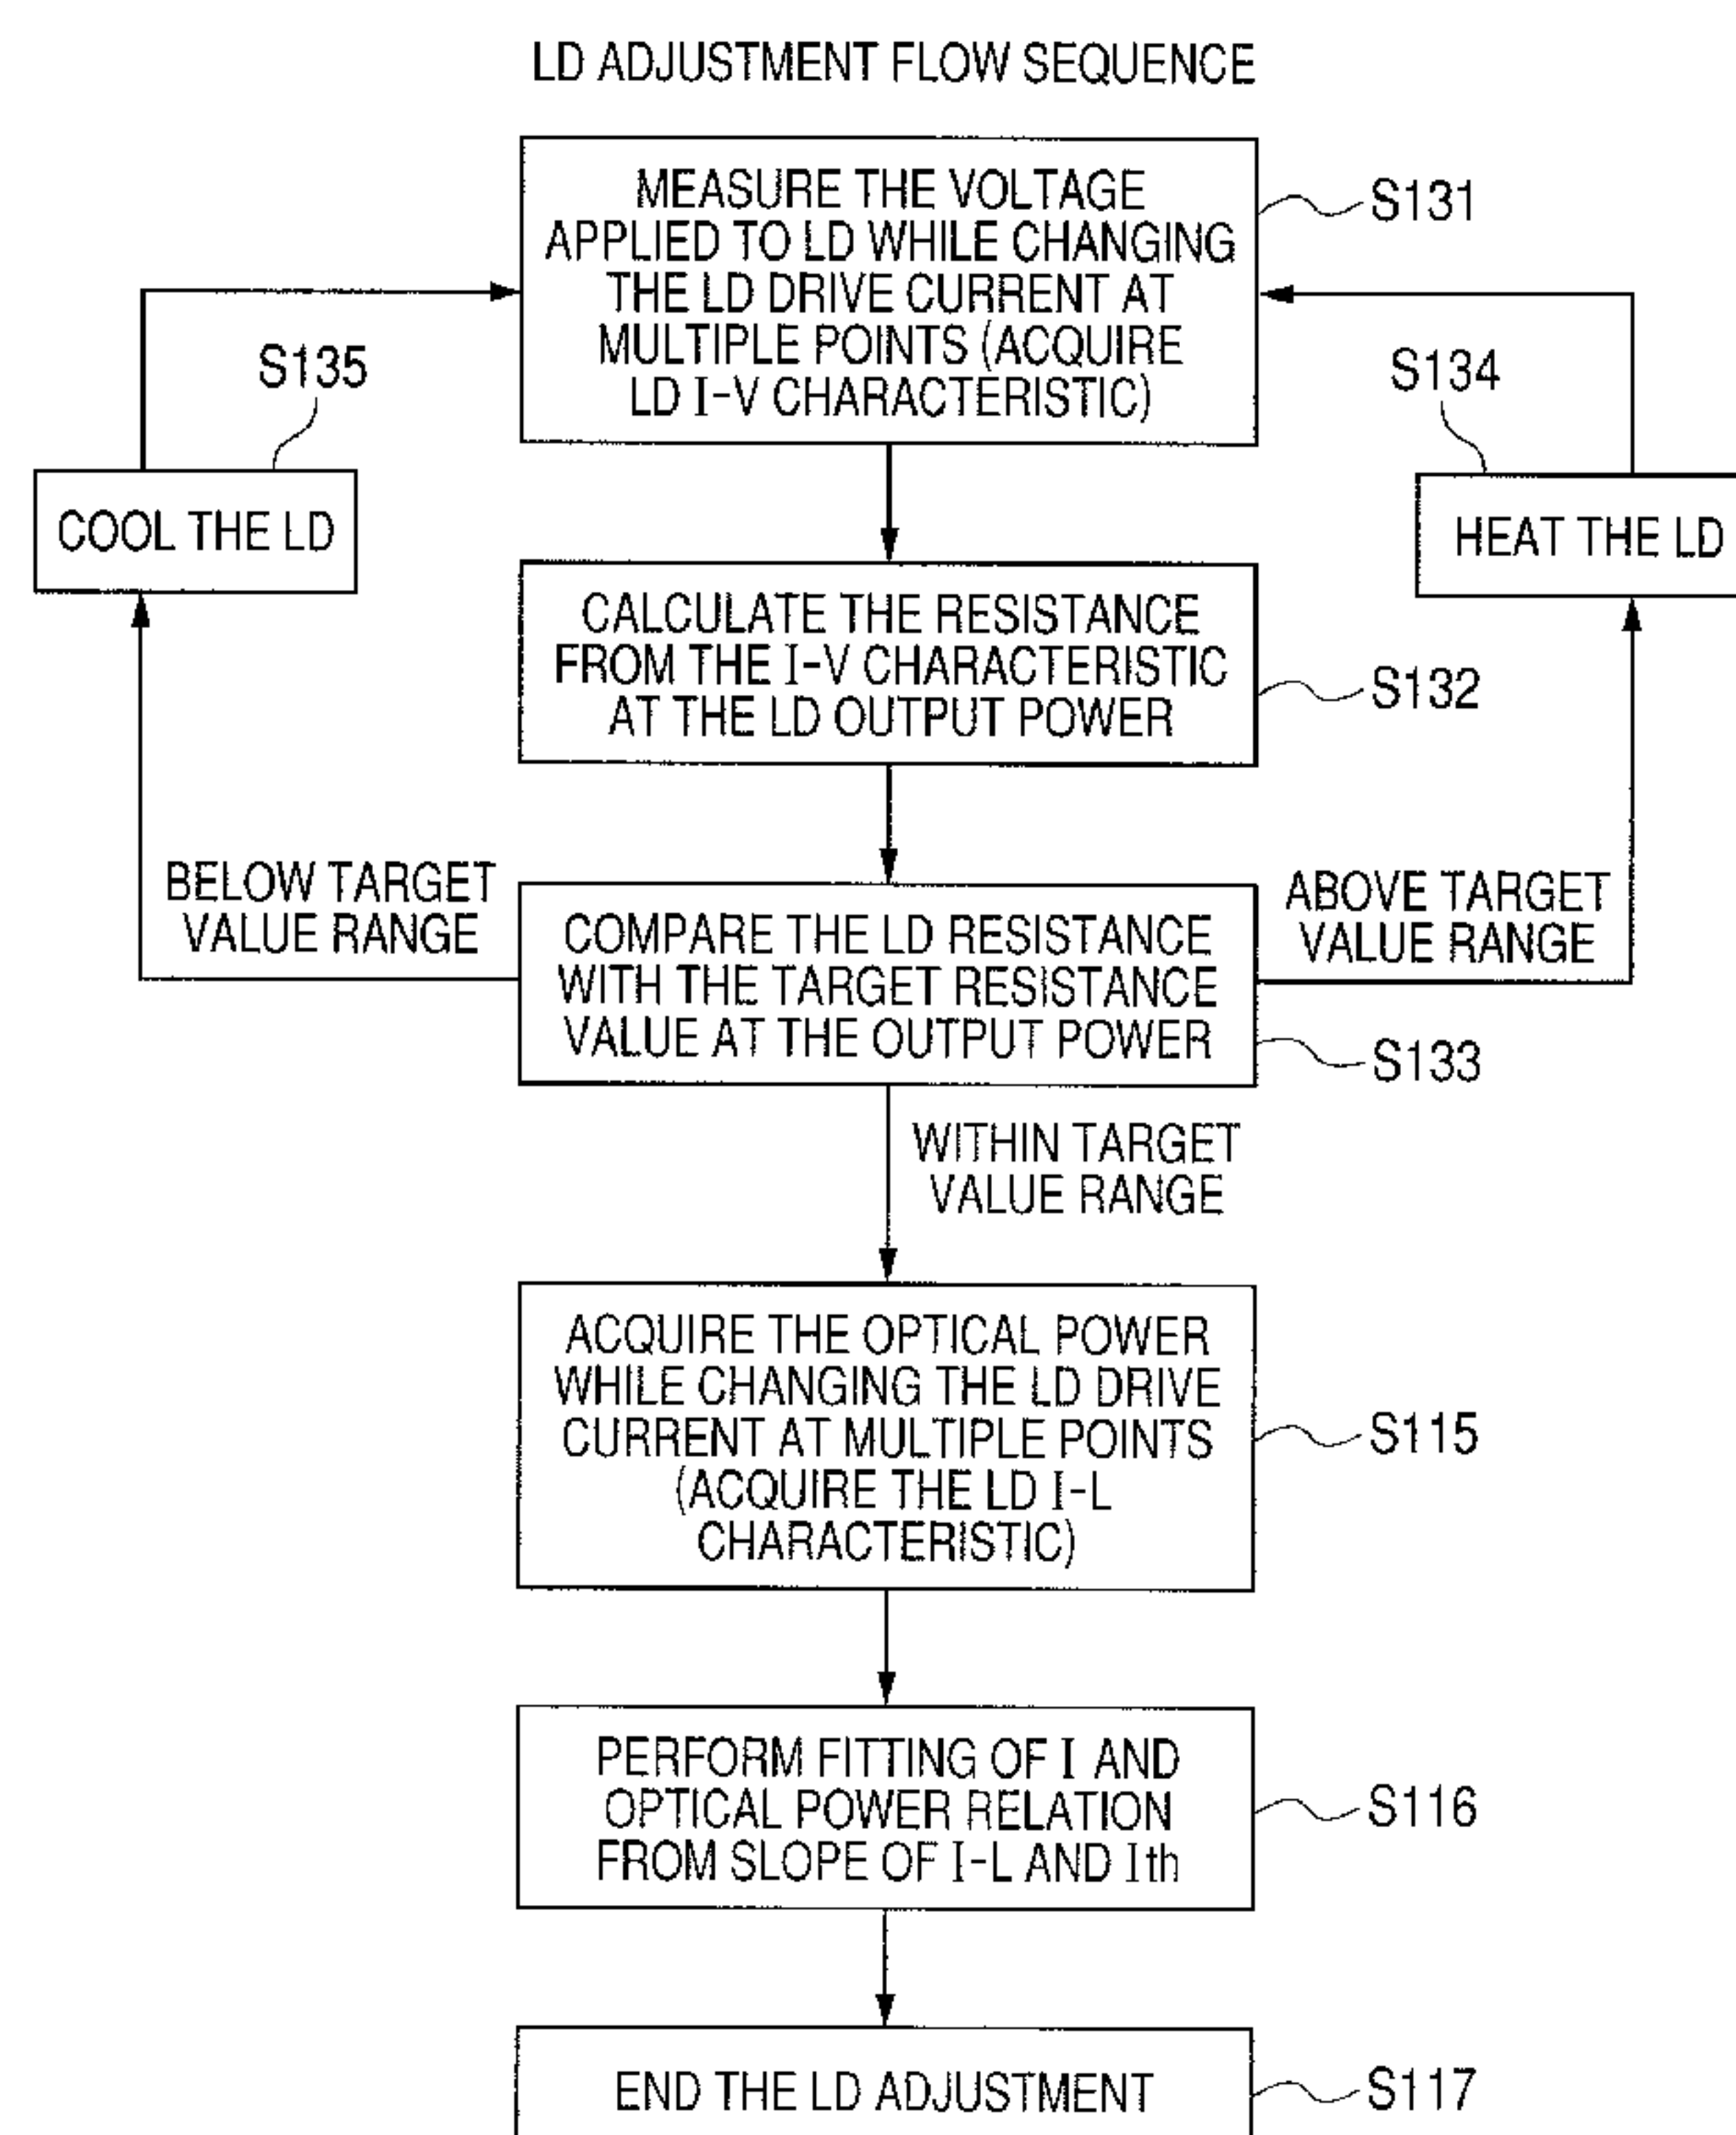 LD ADJUSTMENT FLOW SEQUENCE
MEASURE THE VOLTAGE
APPLIED TO LD WHILE CHANGING
THE LD DRIVE CURRENT AT
MULTIPLE POINTS (ACQUIRE
LD I-V CHARACTERISTIC)
S131
S135
S134
COOL THE LD
HEAT THE LD
CALCULATE THE RESISTANCE
FROM THE I-V CHARACTERISTIC
AT THE LD OUTPUT POWER
S132
BELOW TARGET
VALUE RANGE
ABOVE TARGET
VALUE RANGE
COMPARE THE LD RESISTANCE
WITH THE TARGET RESISTANCE
VALUE AT THE OUTPUT POWER
S133
WITHIN TARGET
VALUE RANGE
ACQUIRE THE OPTICAL POWER
WHILE CHANGING THE LD DRIVE
CURRENT AT MULTIPLE POINTS
(ACQUIRE THE LD I-L
CHARACTERISTIC)
S115
PERFORM FITTING OF I AND
OPTICAL POWER RELATION
FROM SLOPE OF I-L AND Ith
S116
END THE LD ADJUSTMENT
S117